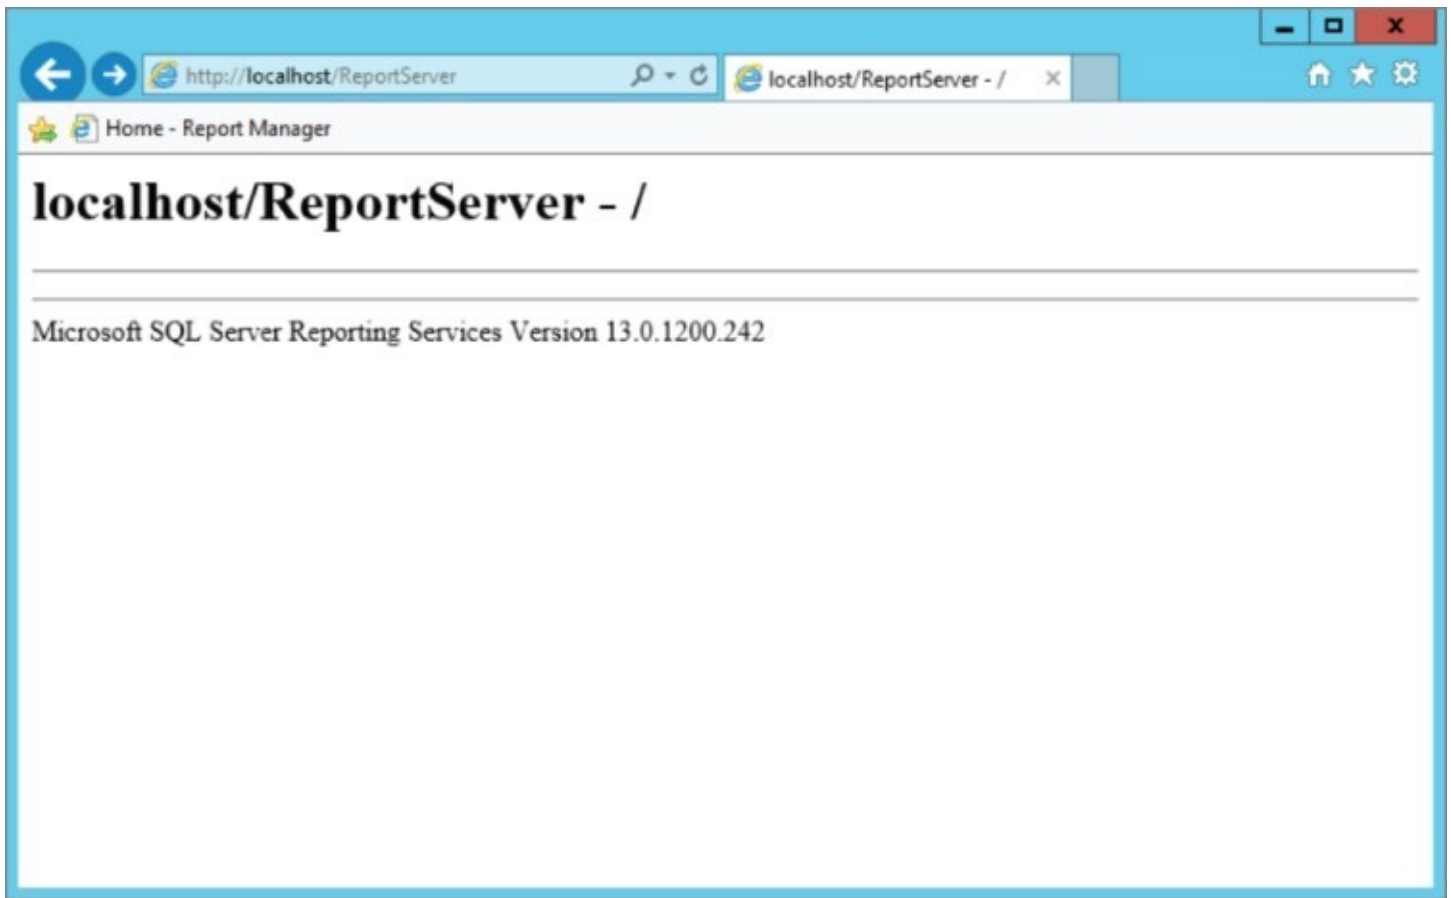 http://localhost/ReportServer
localhost/ReportServer - /
Home - Report Manager
localhost/ReportServer - /
Microsoft SQL Server Reporting Services Version 13.0.1200.242